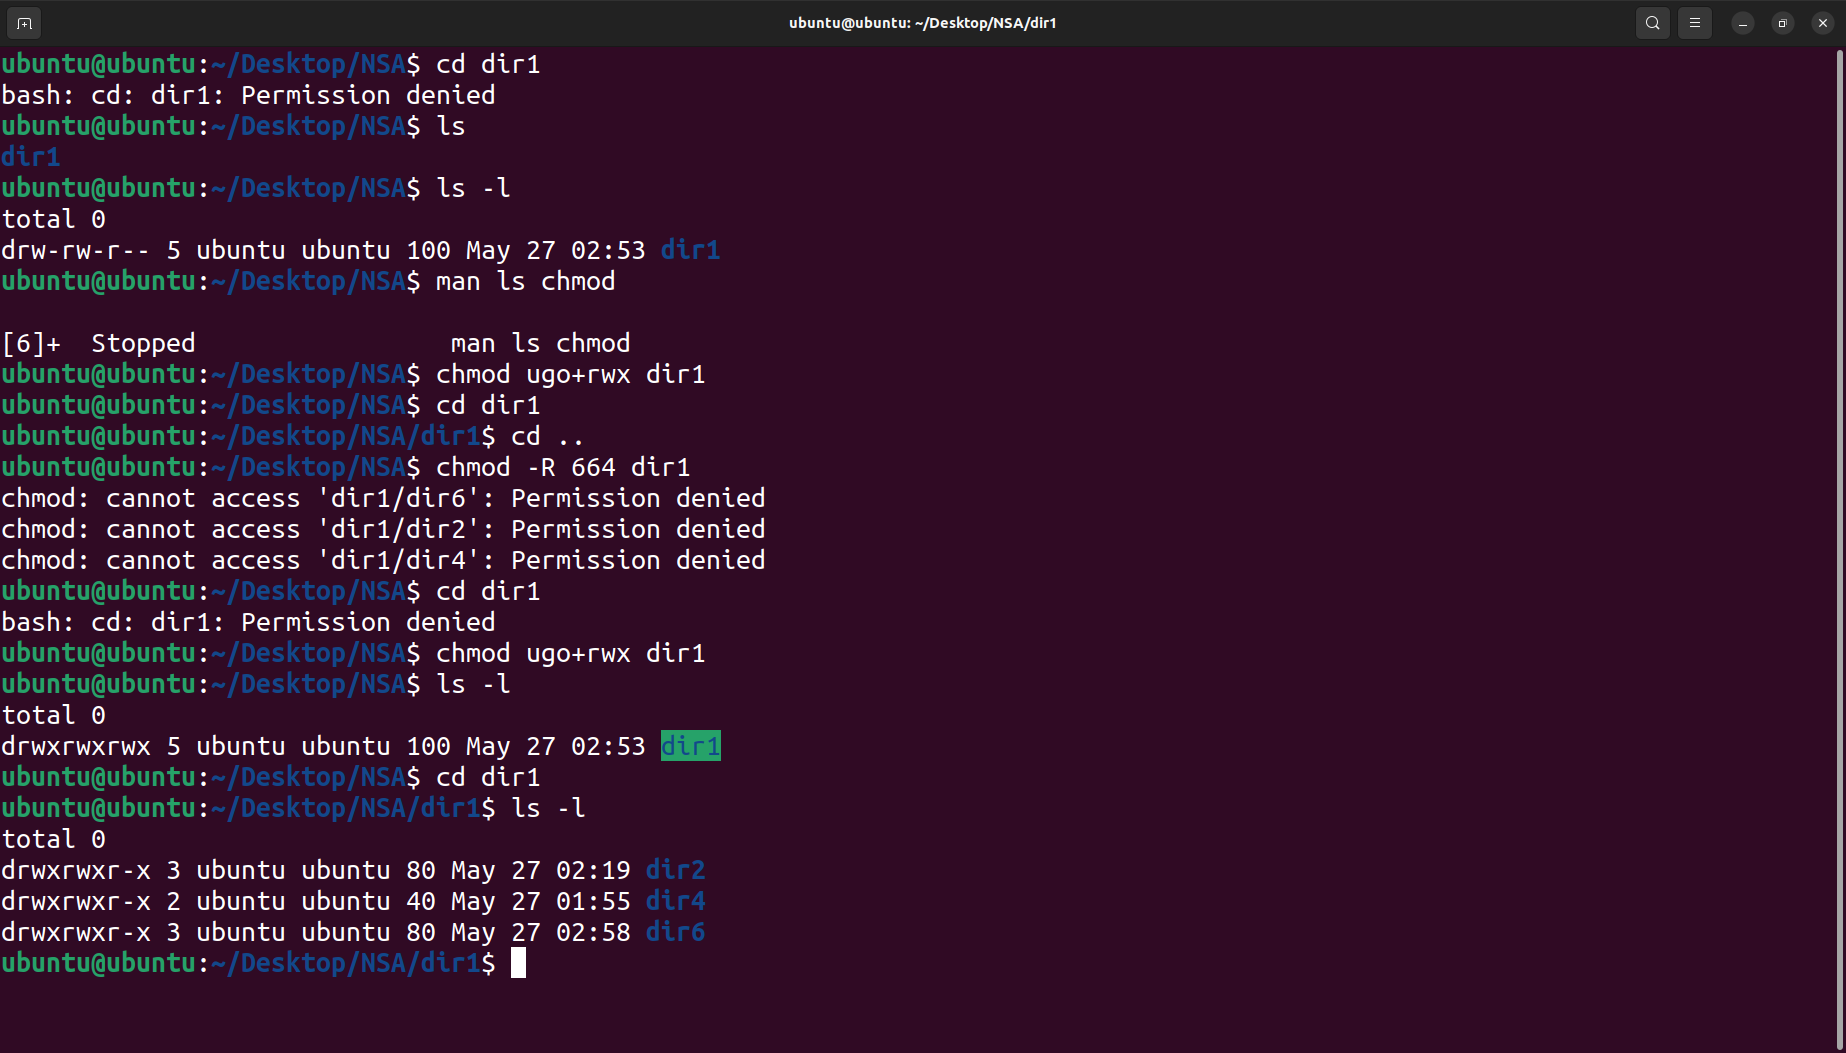 ubuntu@ubuntu: ~/Desktop/NSA/dir1
ubuntu@ubuntu:~/Desktop/NSA$ cd dir1
bash: cd: dir1: Permission denied
ubuntu@ubuntu:~/Desktop/NSA$ ls
dir1
ubuntu@ubuntu:~/Desktop/NSA$ ls -l
total 0
drw-rw-r-- 5 ubuntu ubuntu 100 May 27 02:53 dir1
ubuntu@ubuntu:~/Desktop/NSA$ man ls chmod
[6]+  Stopped                 man ls chmod
ubuntu@ubuntu:~/Desktop/NSA$ chmod ugo+rwx dir1
ubuntu@ubuntu:~/Desktop/NSA$ cd dir1
ubuntu@ubuntu:~/Desktop/NSA/dir1$ cd ..
ubuntu@ubuntu:~/Desktop/NSA$ chmod -R 664 dir1
chmod: cannot access 'dir1/dir6': Permission denied
chmod: cannot access 'dir1/dir2': Permission denied
chmod: cannot access 'dir1/dir4': Permission denied
ubuntu@ubuntu:~/Desktop/NSA$ cd dir1
bash: cd: dir1: Permission denied
ubuntu@ubuntu:~/Desktop/NSA$ chmod ugo+rwx dir1
ubuntu@ubuntu:~/Desktop/NSA$ ls -l
total 0
drwxrwxrwx 5 ubuntu ubuntu 100 May 27 02:53 dir1
ubuntu@ubuntu:~/Desktop/NSA$ cd dir1
ubuntu@ubuntu:~/Desktop/NSA/dir1$ ls -l
total 0
drwxrwxr-x 3 ubuntu ubuntu 80 May 27 02:19 dir2
drwxrwxr-x 2 ubuntu ubuntu 40 May 27 01:55 dir4
drwxrwxr-x 3 ubuntu ubuntu 80 May 27 02:58 dir6
ubuntu@ubuntu:~/Desktop/NSA/dir1$